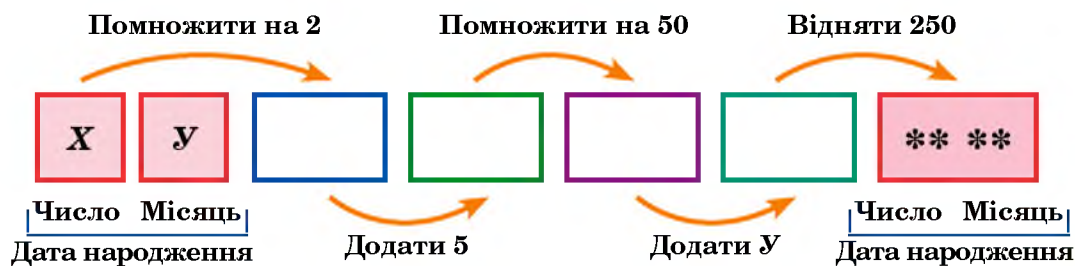 Помножити на 2 Помножити на 50 Відняти 250
X У ** **
Число Місяць Число Місяць
Дата народження Додати 5 Додати У Дата народження